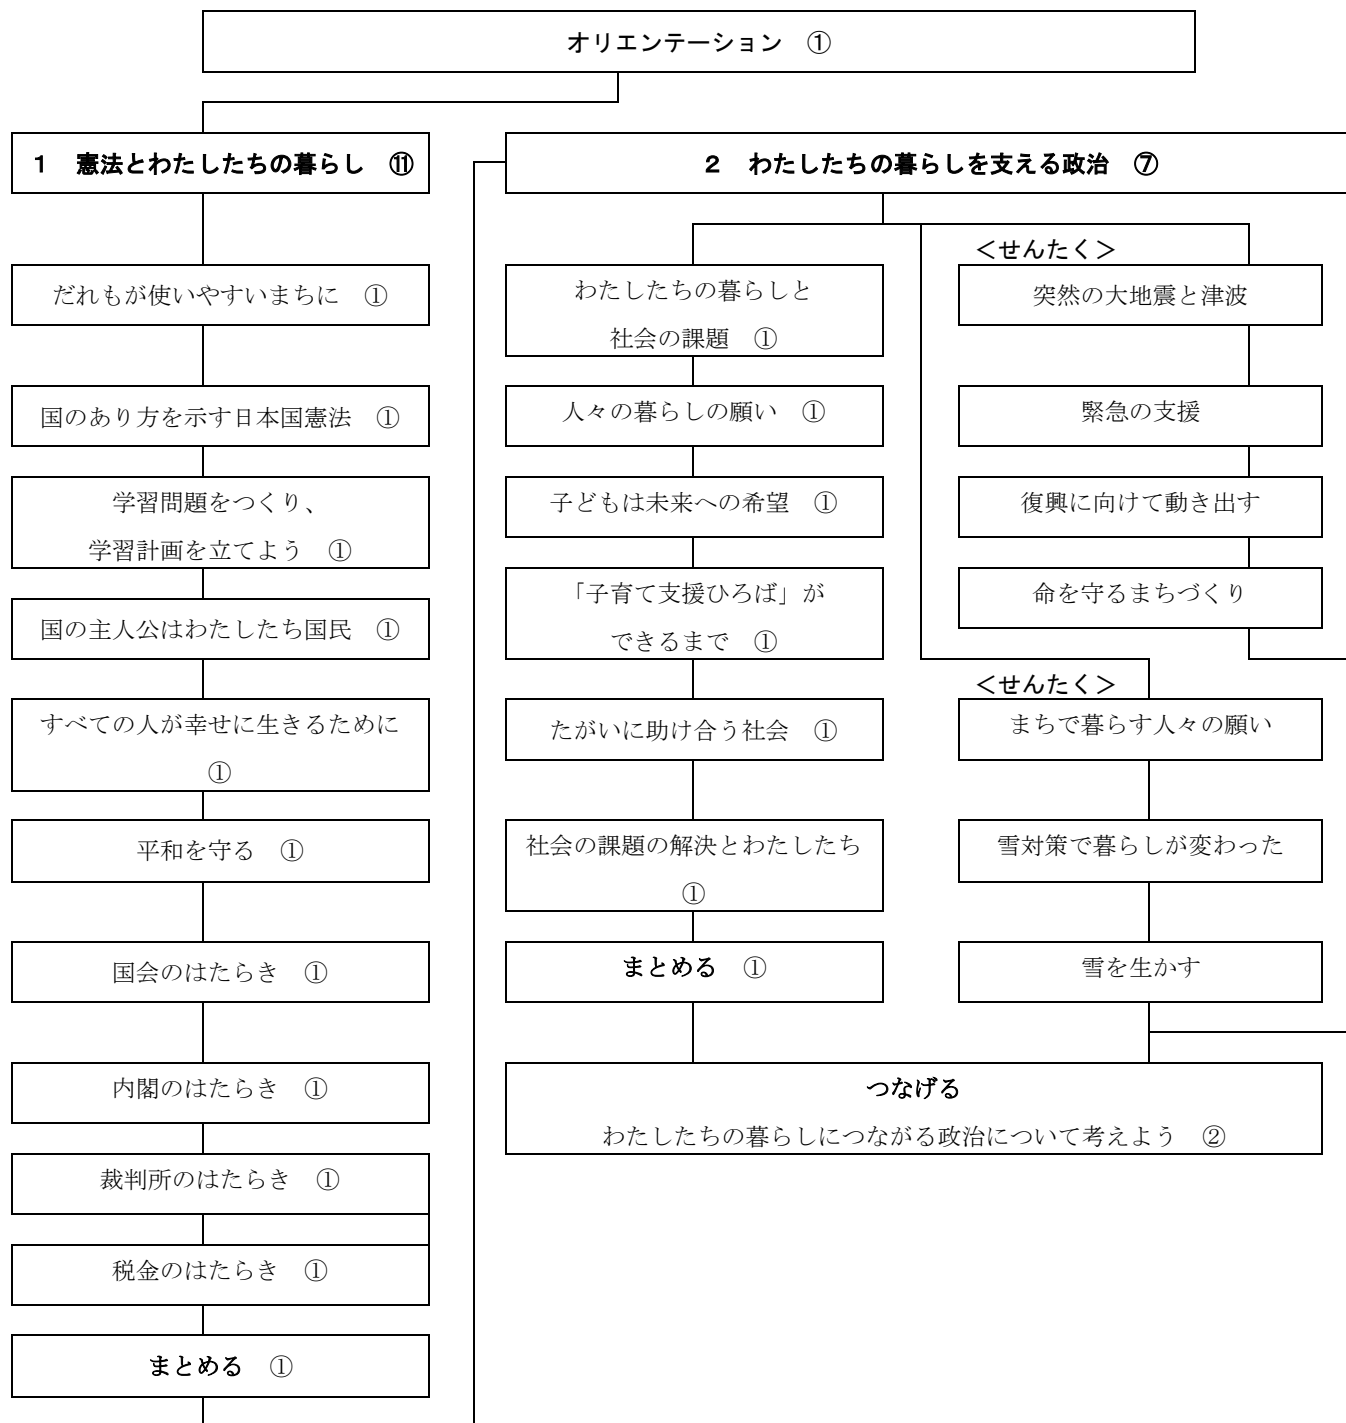 オリエンテーション　①
１　憲法とわたしたちの暮らし　⑪
だれもが使いやすいまちに　①
国のあり方を示す日本国憲法　①
学習問題をつくり、
学習計画を立てよう　①
国の主人公はわたしたち国民　①
すべての人が幸せに生きるために
①
平和を守る　①
国会のはたらき　①
内閣のはたらき　①
裁判所のはたらき　①
税金のはたらき　①
まとめる　①
２　わたしたちの暮らしを支える政治　⑦
わたしたちの暮らしと
社会の課題　①
人々の暮らしの願い　①
子どもは未来への希望　①
「子育て支援ひろば」が
できるまで　①
たがいに助け合う社会　①
社会の課題の解決とわたしたち
①
まとめる　①
＜せんたく＞
突然の大地震と津波
緊急の支援
復興に向けて動き出す
命を守るまちづくり
＜せんたく＞
まちで暮らす人々の願い
雪対策で暮らしが変わった
雪を生かす
つなげる
わたしたちの暮らしにつながる政治について考えよう　②